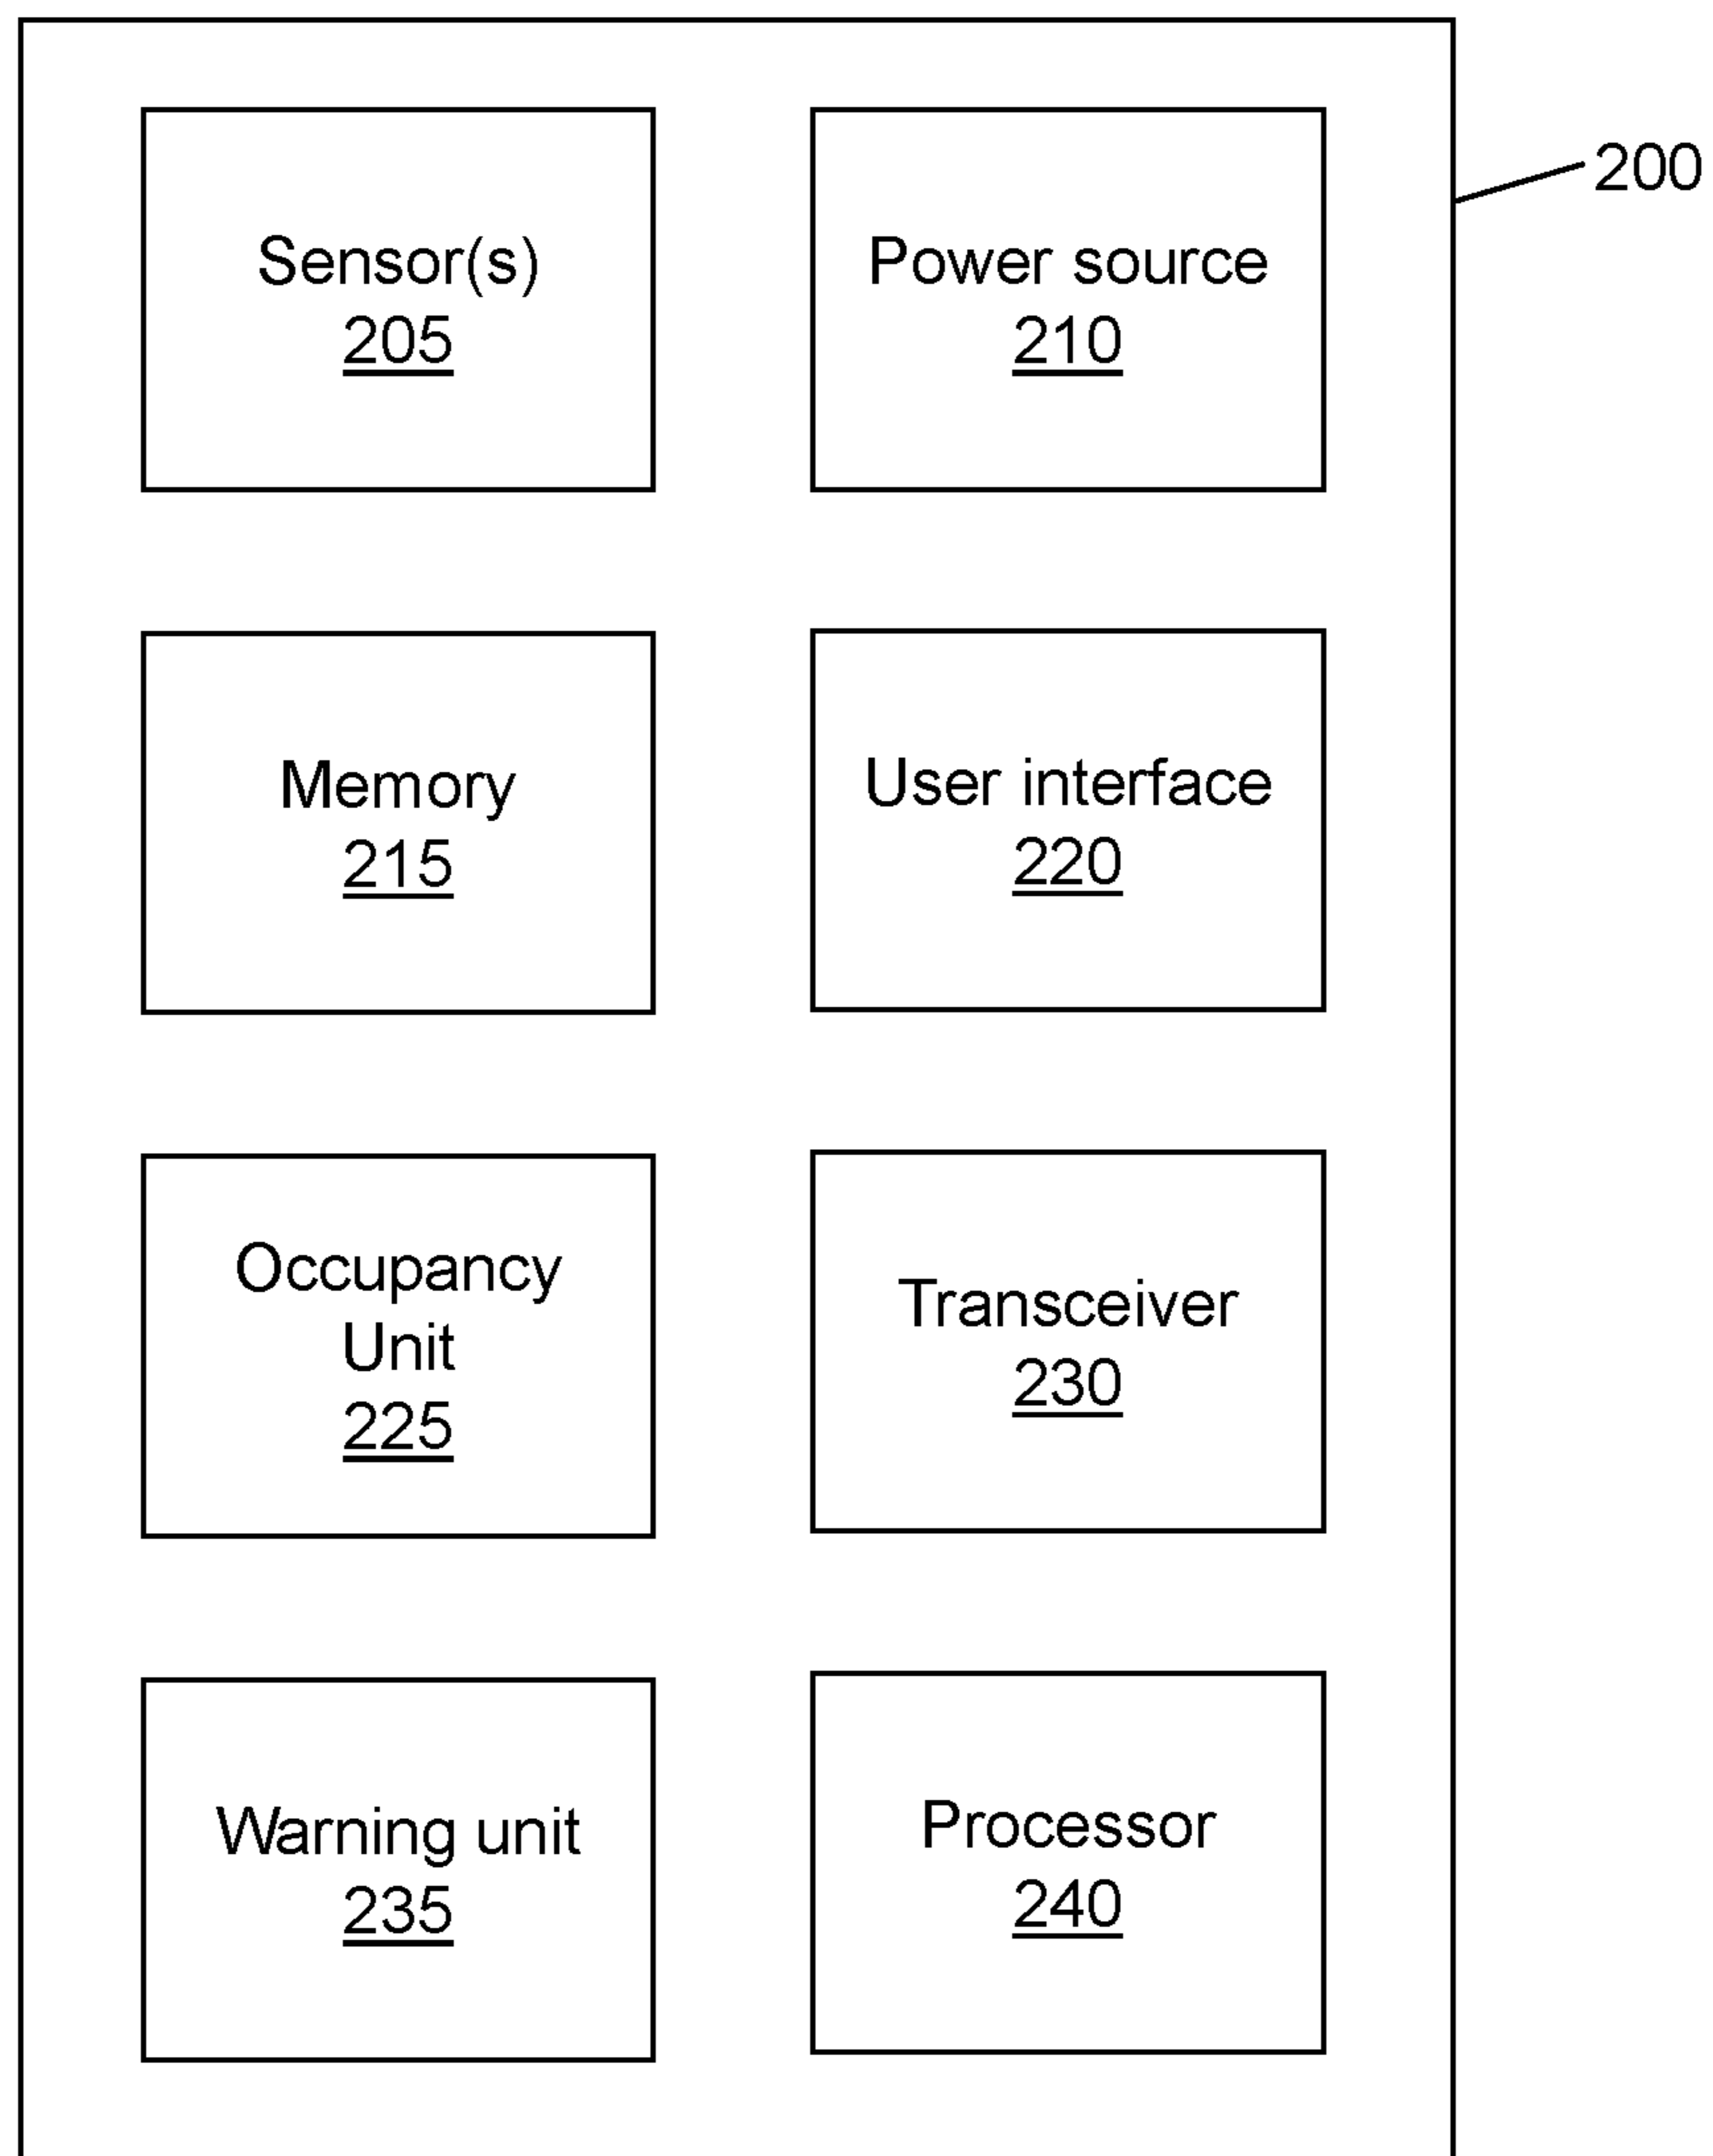 200
Sensor(s)
205
Power source
210
Memory
215
User interface
220
Occupancy
Unit
225
Transceiver
230
Warning unit
235
Processor
240